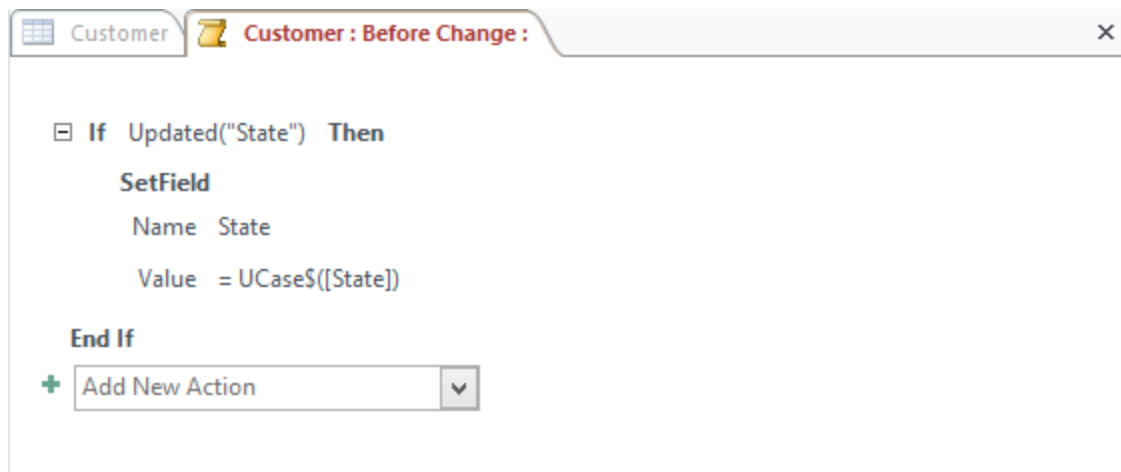 Customer
Customer : Before Change :
If Updated("State") Then
SetField
Name State
Value = UCase$([State])
End If
Add New Action